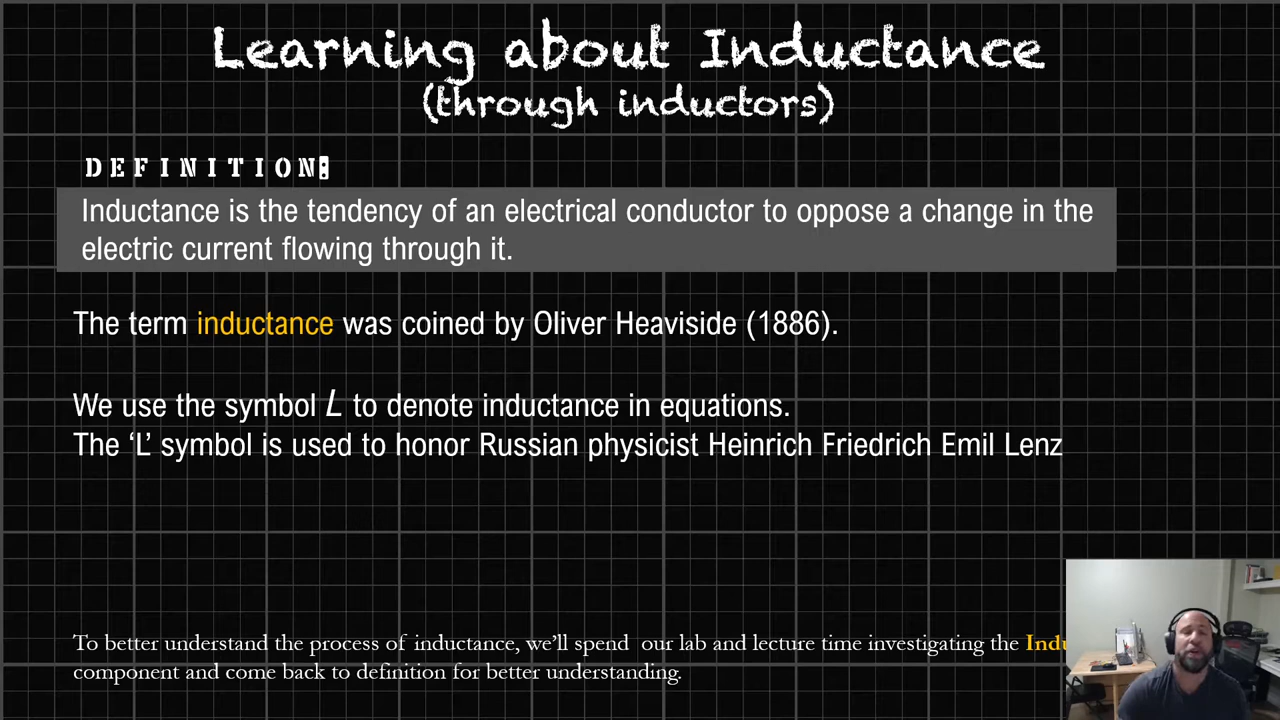 Learning about Inductance
(through inductors)
DEFINITION:
Inductance is the tendency of an electrical conductor to oppose a change in the
electric current flowing through it.
The term inductance was coined by Oliver Heaviside (1886).
We use the symbol L to denote inductance in equations.
The ‘L’ symbol is used to honor Russian physicist Heinrich Friedrich Emil Lenz
To better understand the process of inductance, we’ll spend our lab and lecture time investigating the
component and come back to definition for better understanding.